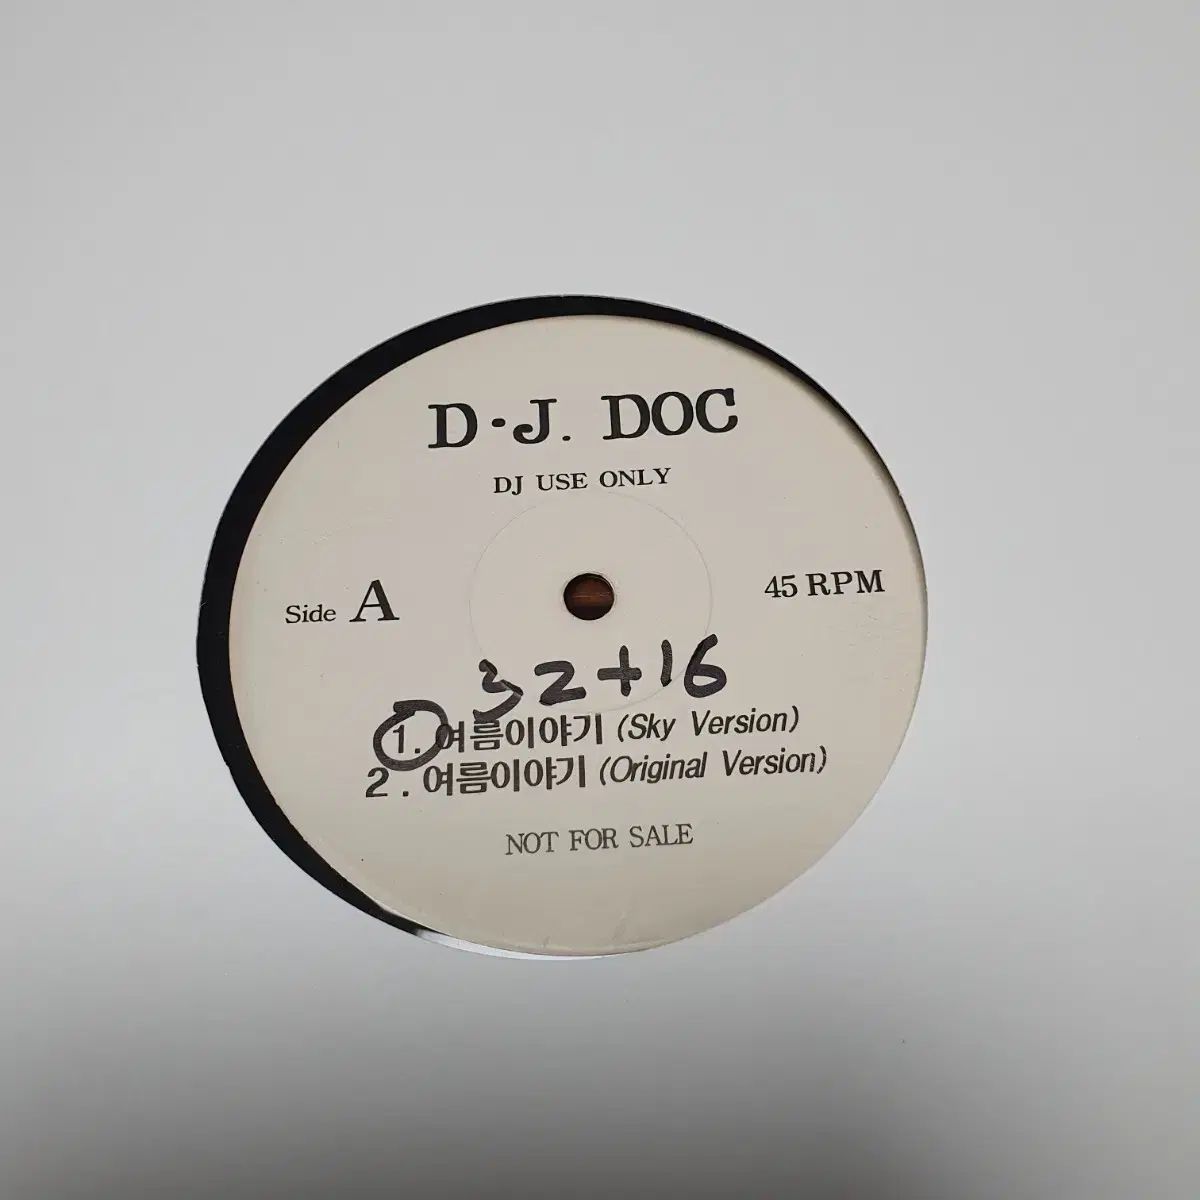 D·J. DOC
DJ USE ONLY
Side A
45 RPM
32+16
1. 여름이야기 (Sky Version)
2. 여름이야기 (Original Version)
NOT FOR SALE